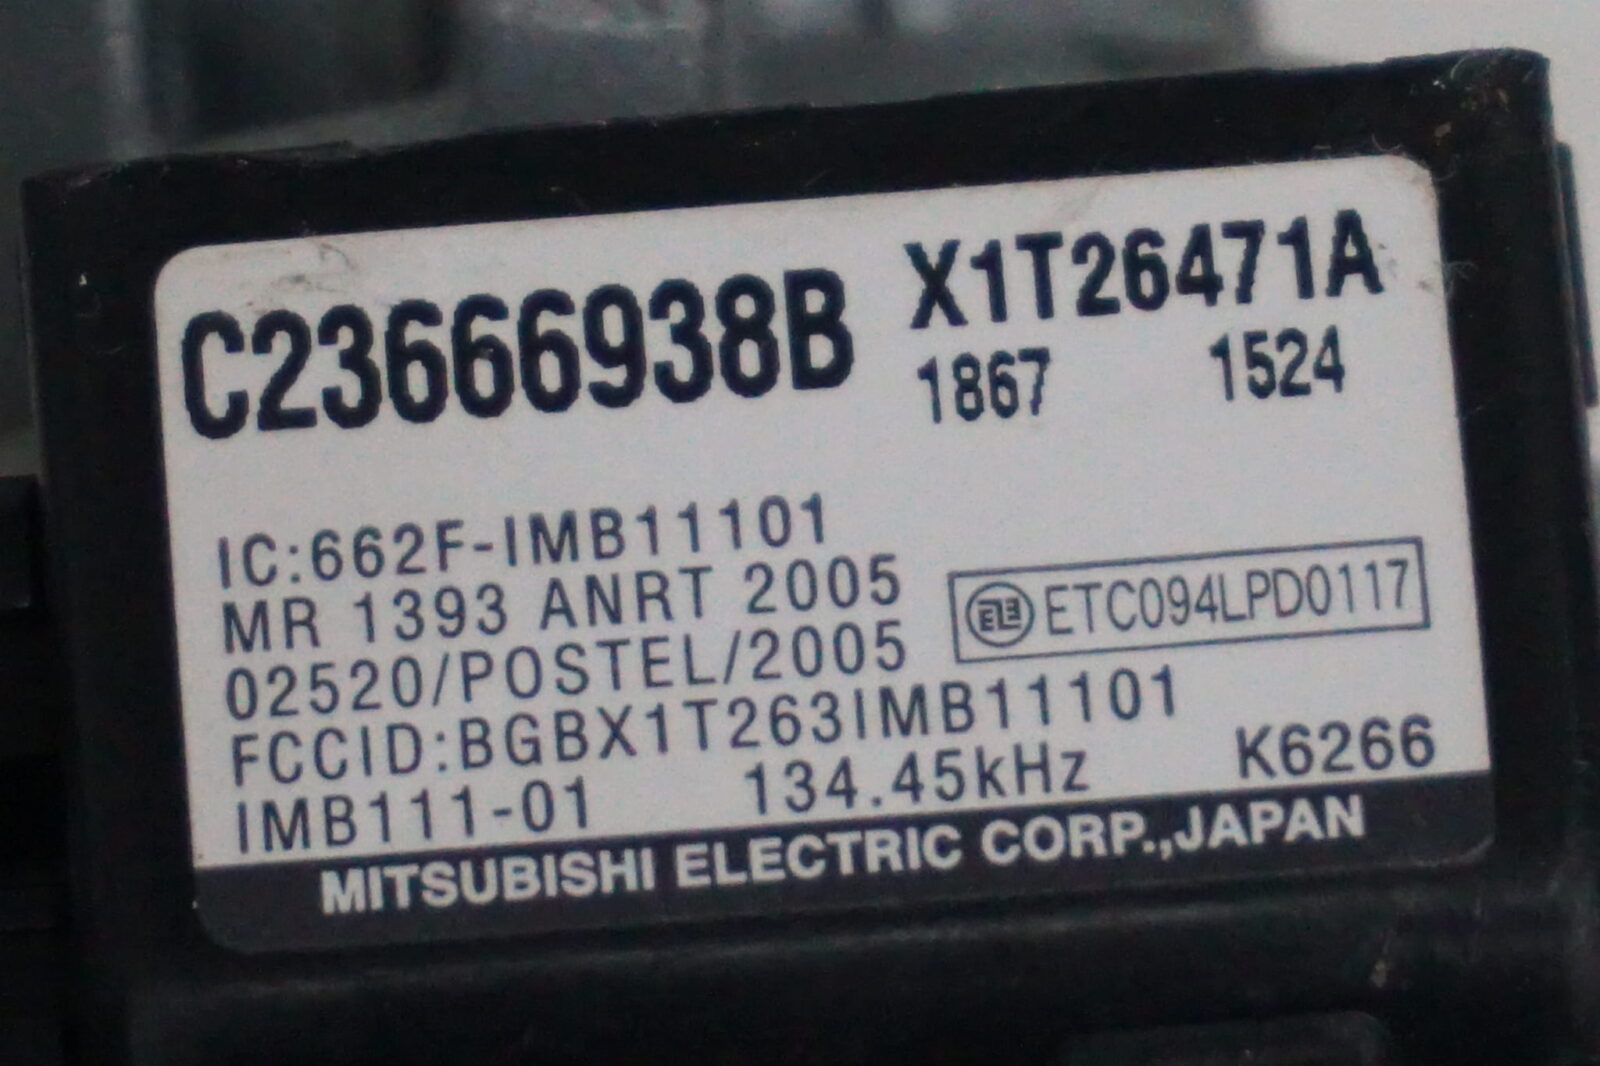 C23666938B X1T26471A
1867 1524
IC:662F-IMB11101
MR 1393 ANRT 2005
02520/POSTEL/2005 ETC094LPD0117
FCCID:BGBX1T263IMB11101
IMB111-01 134.45kHz K6266
MITSUBISHI ELECTRIC CORP.,JAPAN